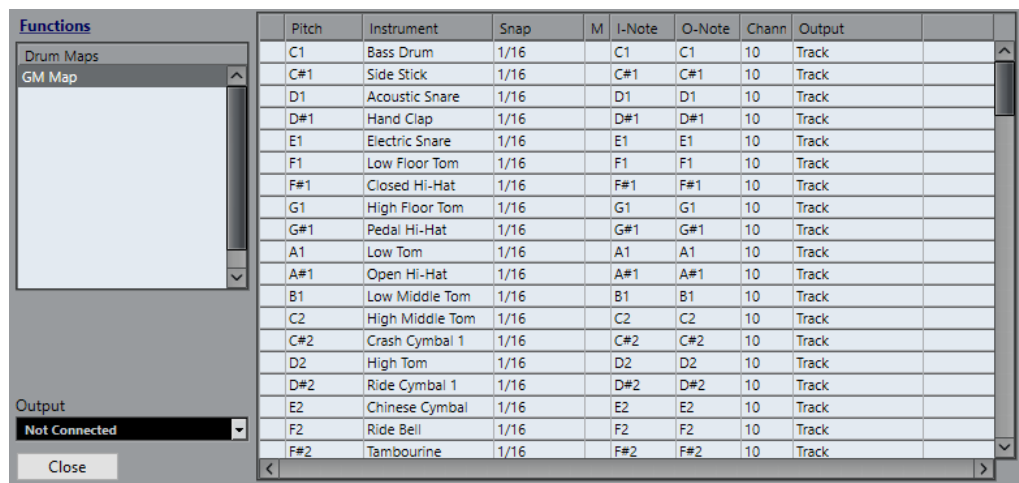 Functions
Drum Maps
GM Map
Output
Not Connected
Close
Pitch Instrument Snap M I-Note O-Note Chann Output
C1 Bass Drum 1/16 C1 C1 10 Track
C#1 Side Stick 1/16 C#1 C#1 10 Track
D1 Acoustic Snare 1/16 D1 D1 10 Track
D#1 Hand Clap 1/16 D#1 D#1 10 Track
E1 Electric Snare 1/16 E1 E1 10 Track
F1 Low Floor Tom 1/16 F1 F1 10 Track
F#1 Closed Hi-Hat 1/16 F#1 F#1 10 Track
G1 High Floor Tom 1/16 G1 G1 10 Track
G#1 Pedal Hi-Hat 1/16 G#1 G#1 10 Track
A1 Low Tom 1/16 A1 A1 10 Track
A#1 Open Hi-Hat 1/16 A#1 A#1 10 Track
B1 Low Middle Tom 1/16 B1 B1 10 Track
C2 High Middle Tom 1/16 C2 C2 10 Track
C#2 Crash Cymbal 1 1/16 C#2 C#2 10 Track
D2 High Tom 1/16 D2 D2 10 Track
D#2 Ride Cymbal 1 1/16 D#2 D#2 10 Track
E2 Chinese Cymbal 1/16 E2 E2 10 Track
F2 Ride Bell 1/16 F2 F2 10 Track
F#2 Tambourine 1/16 F#2 F#2 10 Track